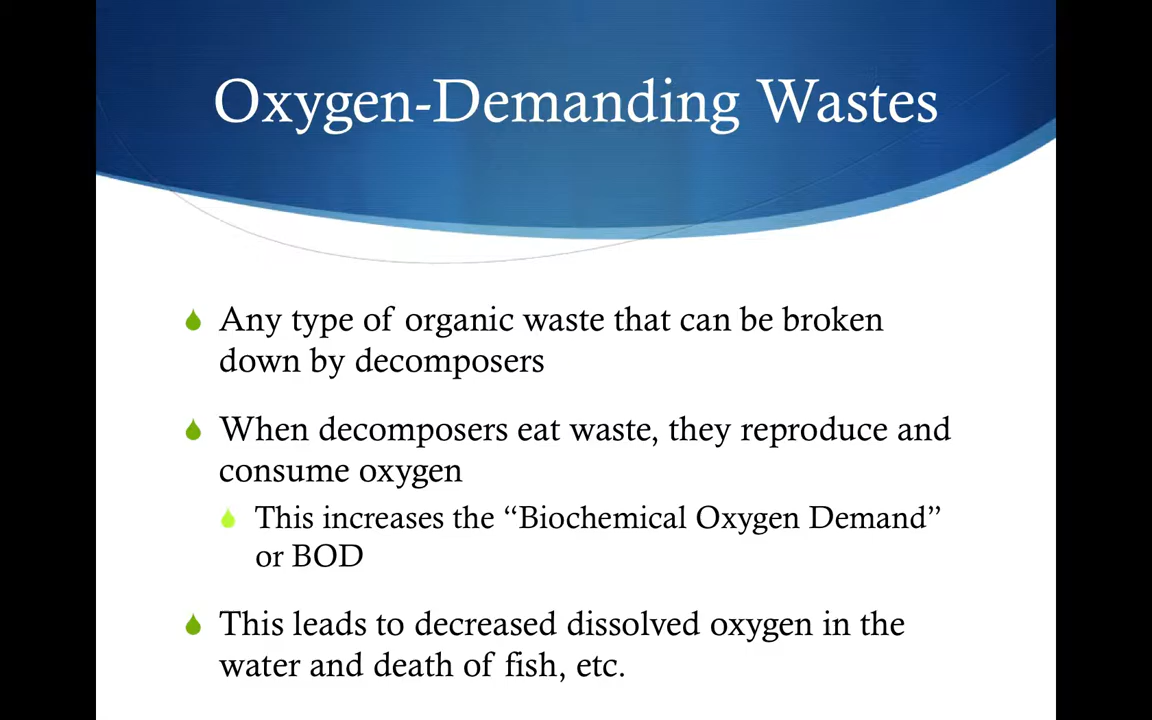 Oxygen-Demanding Wastes
Any type of organic waste that can be broken
down by decomposers
When decomposers eat waste, they reproduce and
consume oxygen
This increases the “Biochemical Oxygen Demand”
or BOD
This leads to decreased dissolved oxygen in the
water and death of fish, etc.